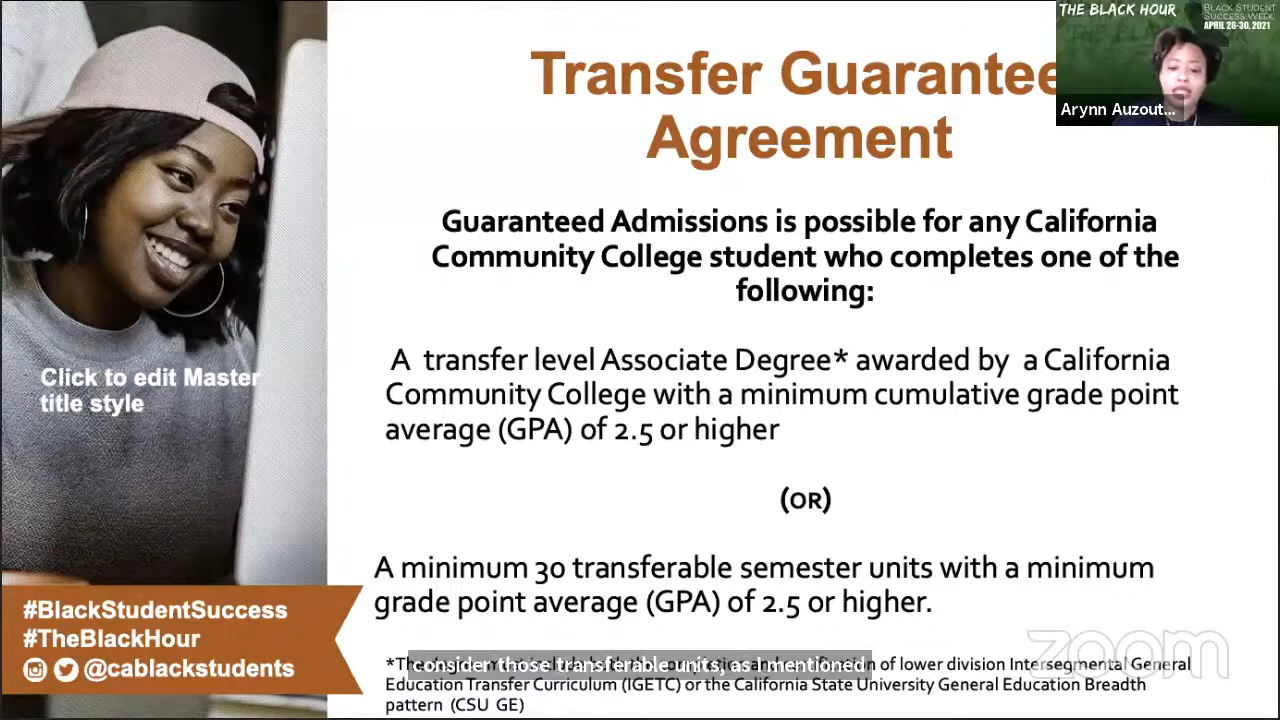 THE BLACK HOUR
BLACK STUDENT
SUCCESS WEEK
APRIL 26-30, 2021
Arynn Auzout...
Transfer Guarantee
Agreement
Guaranteed Admissions is possible for any California
Community College student who completes one of the
following:
A transfer level Associate Degree* awarded by a California
Community College with a minimum cumulative grade point
average (GPA) of 2.5 or higher
(OR)
A minimum 30 transferable semester units with a minimum
grade point average (GPA) of 2.5 or higher.
*The
consider those transferable units, as I mentioned
of lower division Intersegmental General
Education Transfer Curriculum (IGETC) or the California State University General Education Breadth
pattern (CSU GE)
Click to edit Master
title style
#BlackStudentSuccess
#TheBlackHour
@cablackstudents
zoom